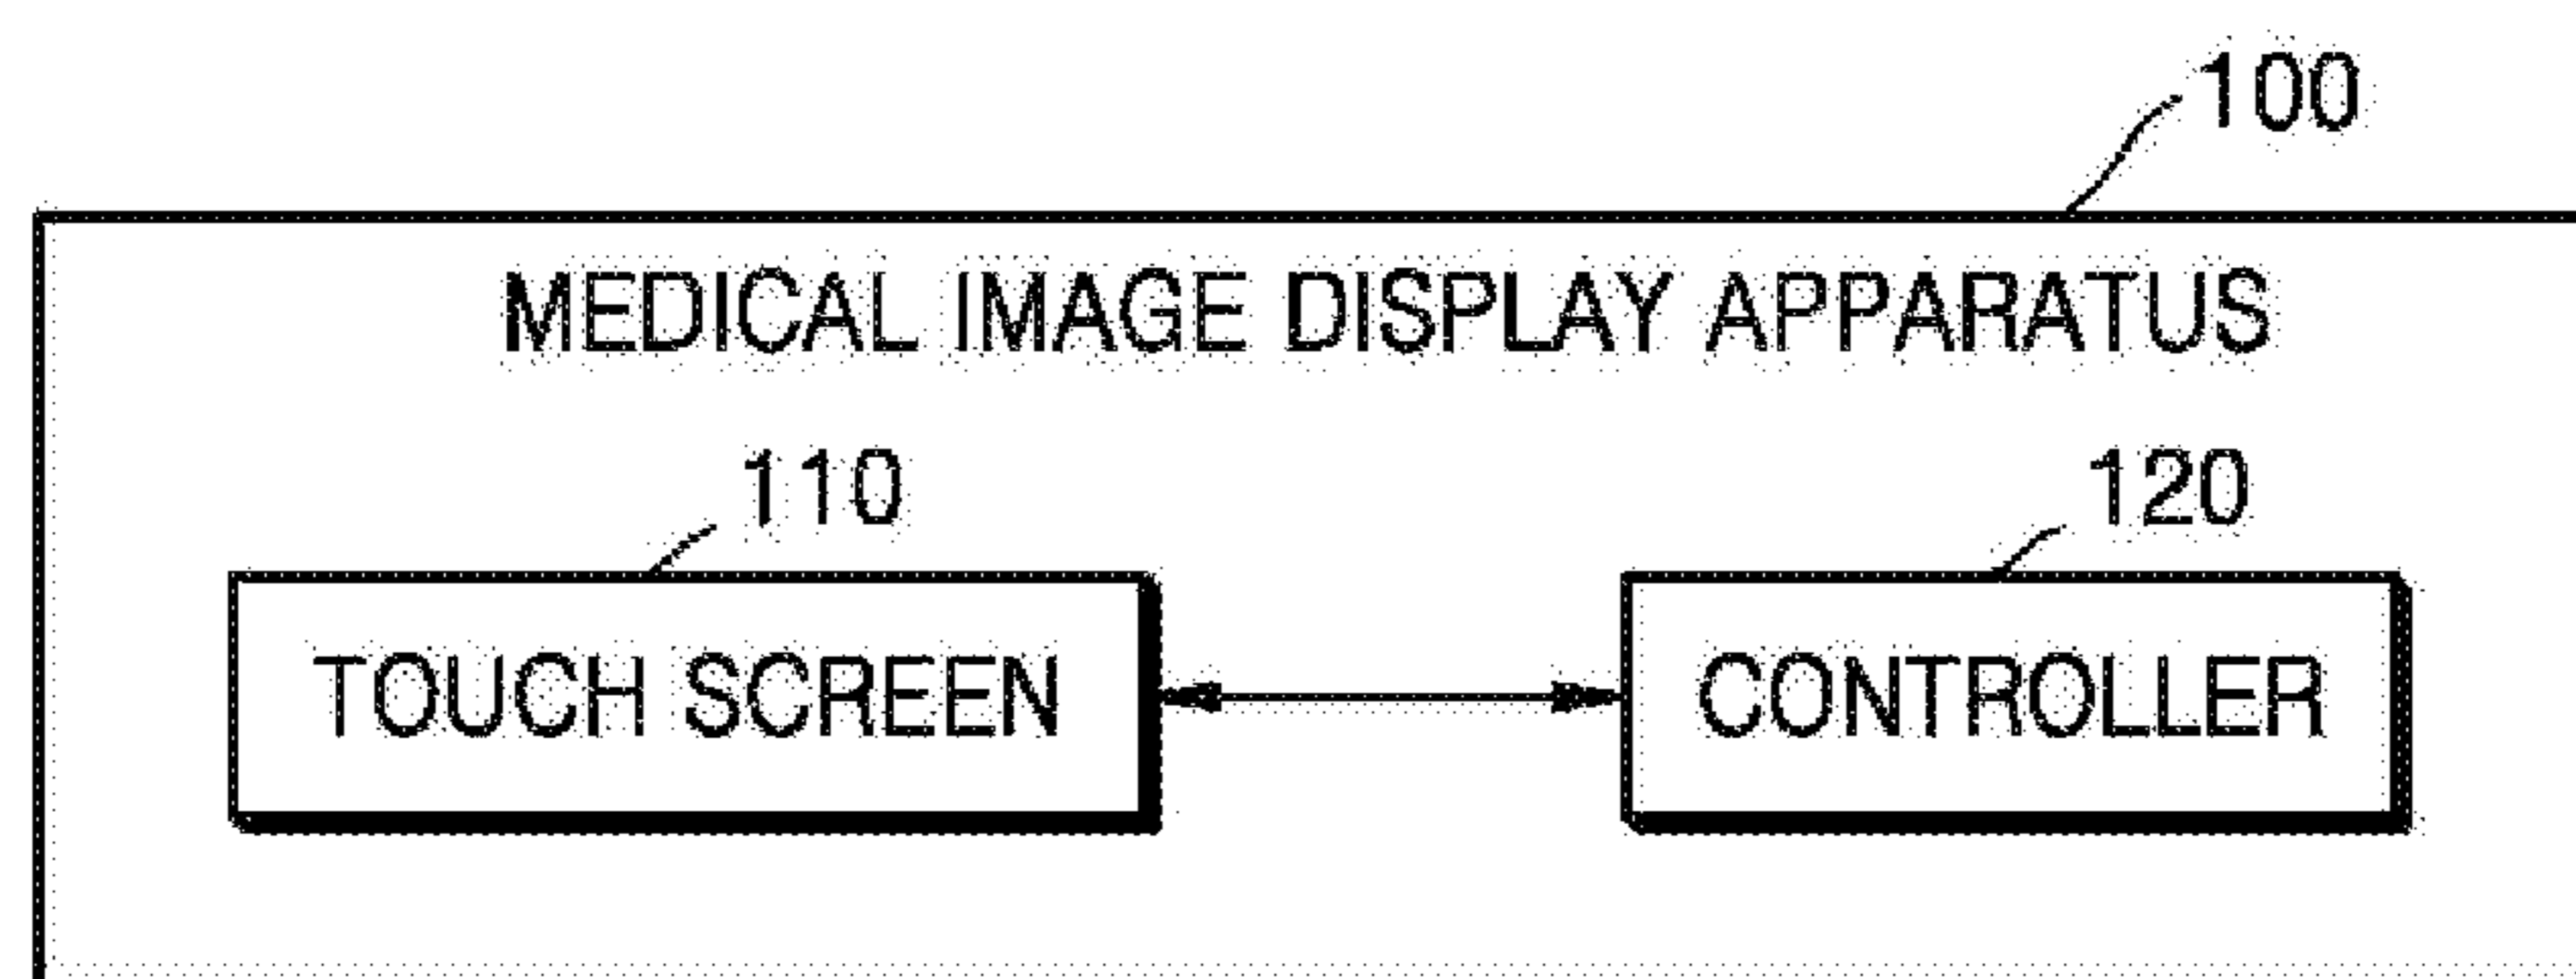 100
MEDICAL IMAGE DISPLAY APPARATUS
110 120
TOUCH SCREEN CONTROLLER